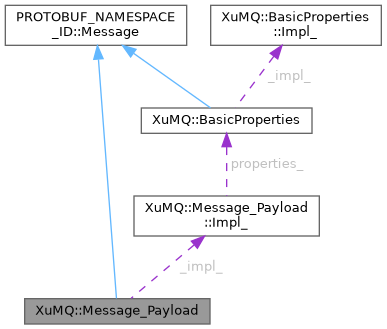 PROTOBUF_NAMESPACE
_ID::Message
XuMQ::BasicProperties
::Impl_
_impl_
XuMQ::BasicProperties
properties_
XuMQ::Message_Payload
::Impl_
_impl_
XuMQ::Message_Payload